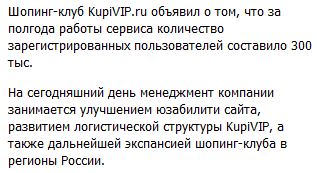 Шопинг-клуб KupiVIP.ru объявил о том, что за
полгода работы сервиса количество
зарегистрированных пользователей составило 300
тыс.
На сегодняшний день менеджмент компании
занимается улучшением юзабилити сайта,
развитием логистической структуры KupiVIP, а
также дальнейшей экспансией шопинг-клуба в
регионы России.